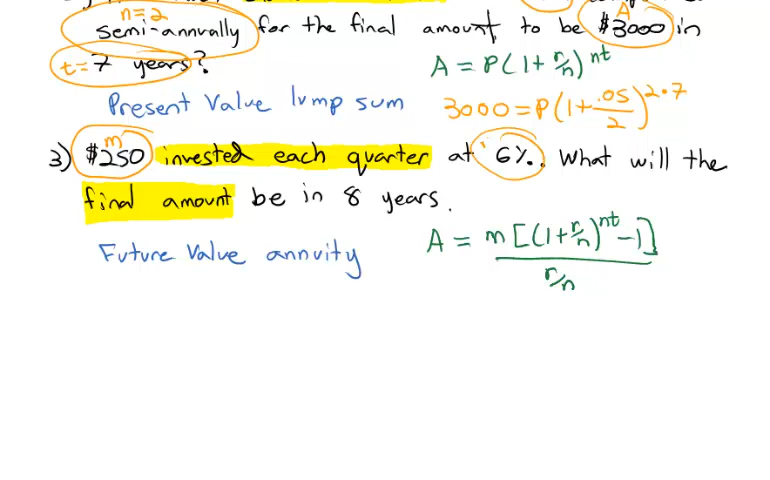 n=2 A
semi-annually for the final amount to be $3000 in
t= 7 years? A = P(1+ r/n)^nt
Present Value lump sum 3000 = P(1+ .05/2)^2·7
m
3) $250 invested each quarter at 6%. What will the
final amount be in 8 years.
Future Value annuity A = m[(1+r/n)^nt -1]
r/n